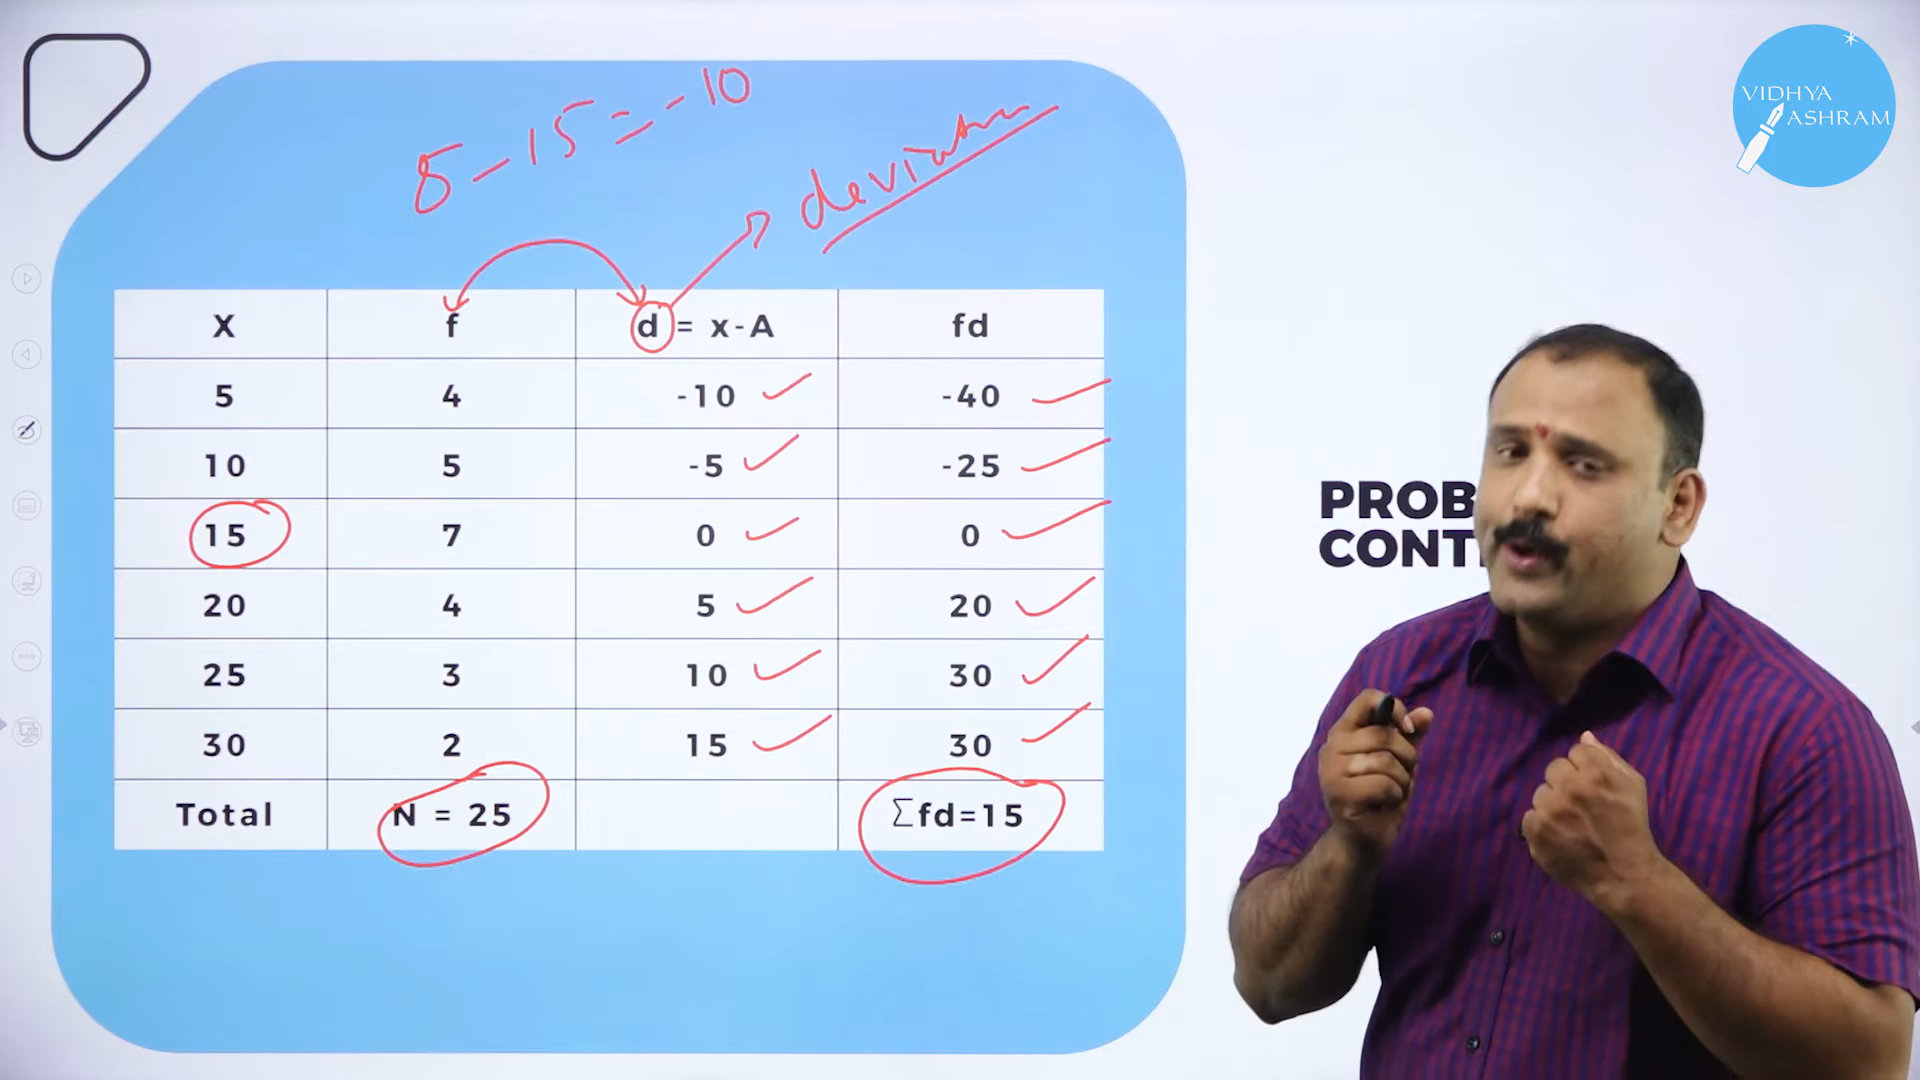 VIDHYA
ASHRAM
5 - 15 = -10
deviation
X f d = x-A fd
5 4 -10 -40
10 5 -5 -25
15 7 0 0
20 4 5 20
25 3 10 30
30 2 15 30
Total N = 25 ∑fd=15
PROB
CONT